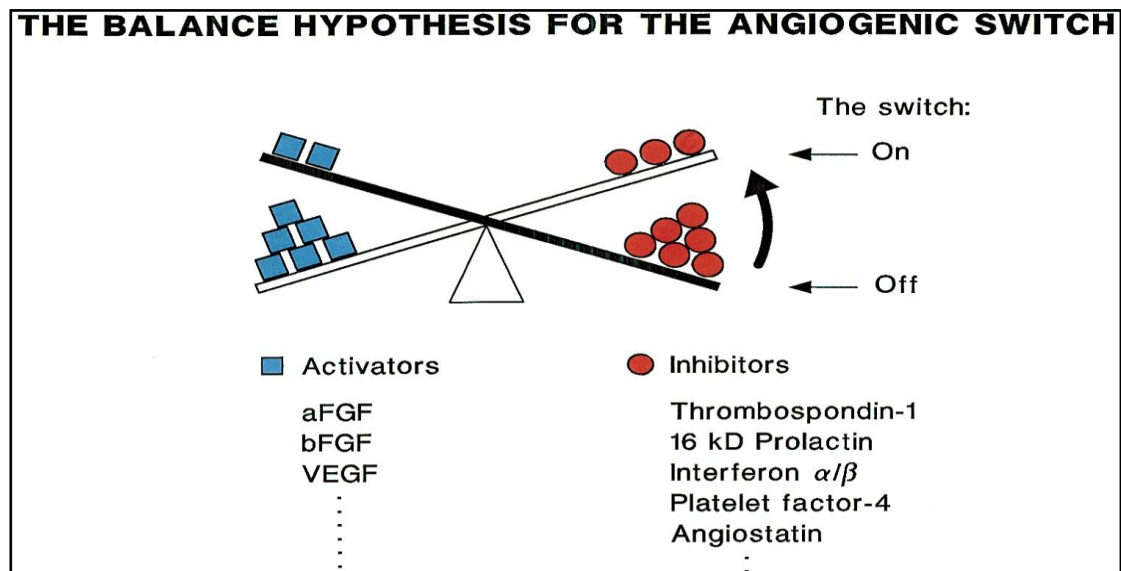 THE BALANCE HYPOTHESIS FOR THE ANGIOGENIC SWITCH
The switch:
On
Off
Activators
aFGF
bFGF
VEGF
Inhibitors
Thrombospondin-1
16 kD Prolactin
Interferon α/β
Platelet factor-4
Angiostatin